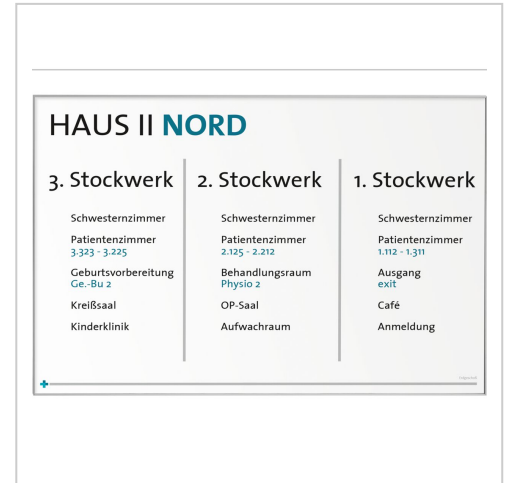 HAUS II NORD
3. Stockwerk
Schwesternzimmer
Patientenzimmer
3.323 - 3.225
Geburtsvorbereitung
Ge.-Bu 2
Kreißsaal
Kinderklinik
2. Stockwerk
Schwesternzimmer
Patientenzimmer
2.125 - 2.212
Behandlungsraum
Physio 2
OP-Saal
Aufwachraum
1. Stockwerk
Schwesternzimmer
Patientenzimmer
1.112 - 1.311
Ausgang
exit
Café
Anmeldung